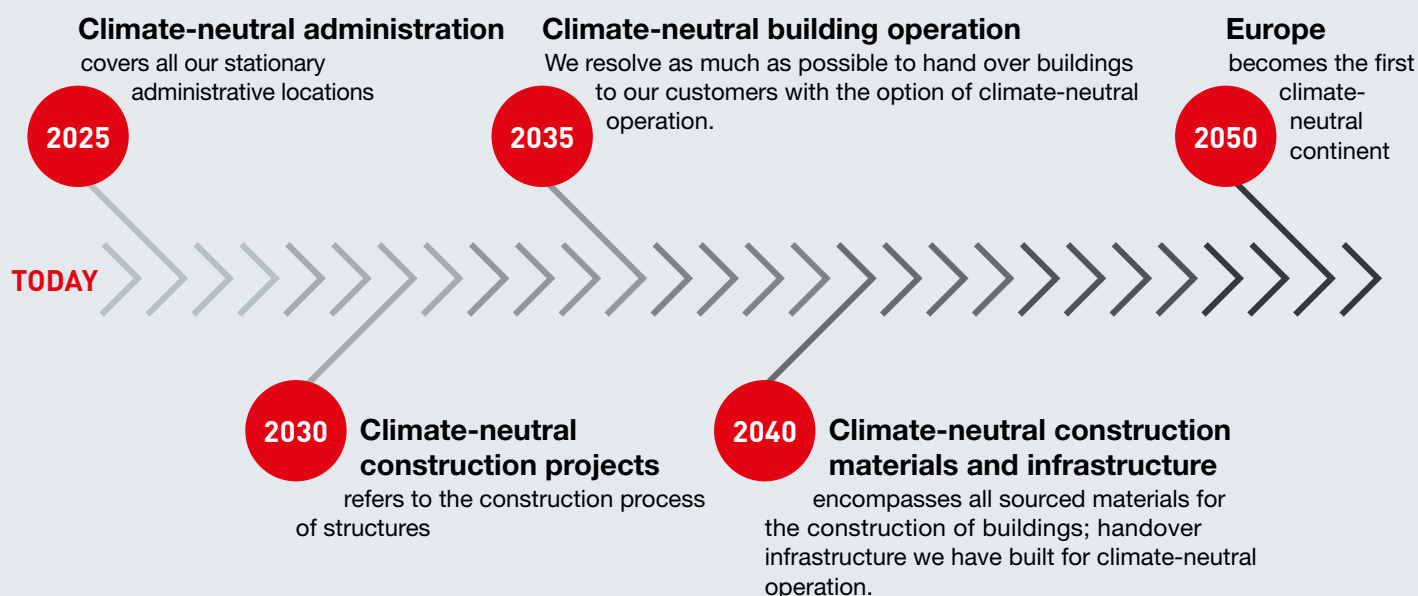 Climate-neutral administration
covers all our stationary
administrative locations
2025
Climate-neutral building operation
We resolve as much as possible to hand over buildings
to our customers with the option of climate-neutral
operation.
2035
Europe
becomes the first
climate-
neutral
continent
2050
TODAY
2030
Climate-neutral
construction projects
refers to the construction process
of structures
2040
Climate-neutral construction
materials and infrastructure
encompasses all sourced materials for
the construction of buildings; handover
infrastructure we have built for climate-neutral
operation.